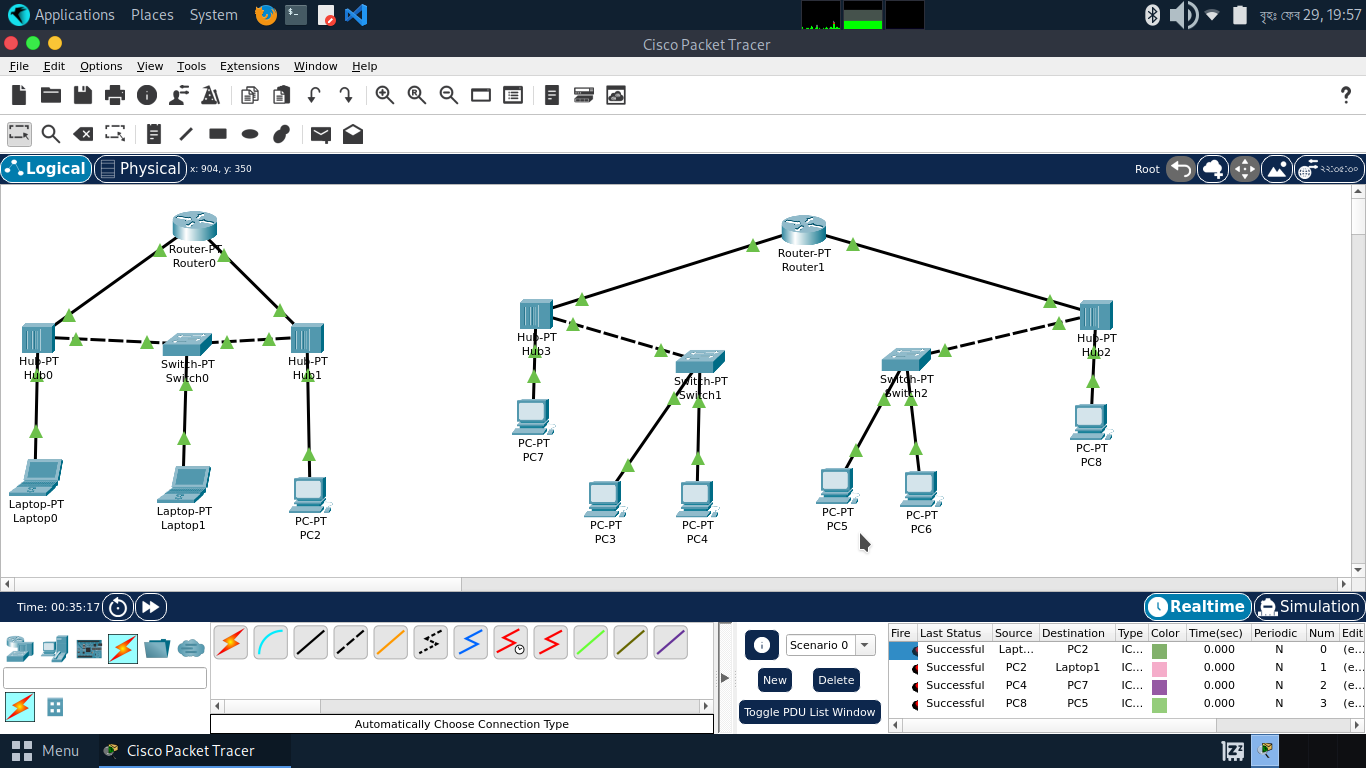 Applications Places System বৃহঃ ফেব 29, 19:57
Cisco Packet Tracer
File Edit Options View Tools Extensions Window Help
Logical Physical x: 904, y: 350 Root ২২:০৫:০০
Router-PT
Router0
Router-PT
Router1
Hub-PT
Hub0
Switch-PT
Switch0
Hub-PT
Hub1
Hub-PT
Hub3
Switch-PT
Switch1
Switch-PT
Switch2
Hub-PT
Hub2
PC-PT
PC7
PC-PT
PC8
Laptop-PT
Laptop0
Laptop-PT
Laptop1
PC-PT
PC2
PC-PT
PC3
PC-PT
PC4
PC-PT
PC5
PC-PT
PC6
Time: 00:35:17 Realtime Simulation
Scenario 0
New Delete
Toggle PDU List Window
Automatically Choose Connection Type
Fire Last Status Source Destination Type Color Time(sec) Periodic Num Edit
Successful Lapt... PC2 IC... 0.000 N 0 (e...
Successful PC2 Laptop1 IC... 0.000 N 1 (e...
Successful PC4 PC7 IC... 0.000 N 2 (e...
Successful PC8 PC5 IC... 0.000 N 3 (e...
Menu Cisco Packet Tracer